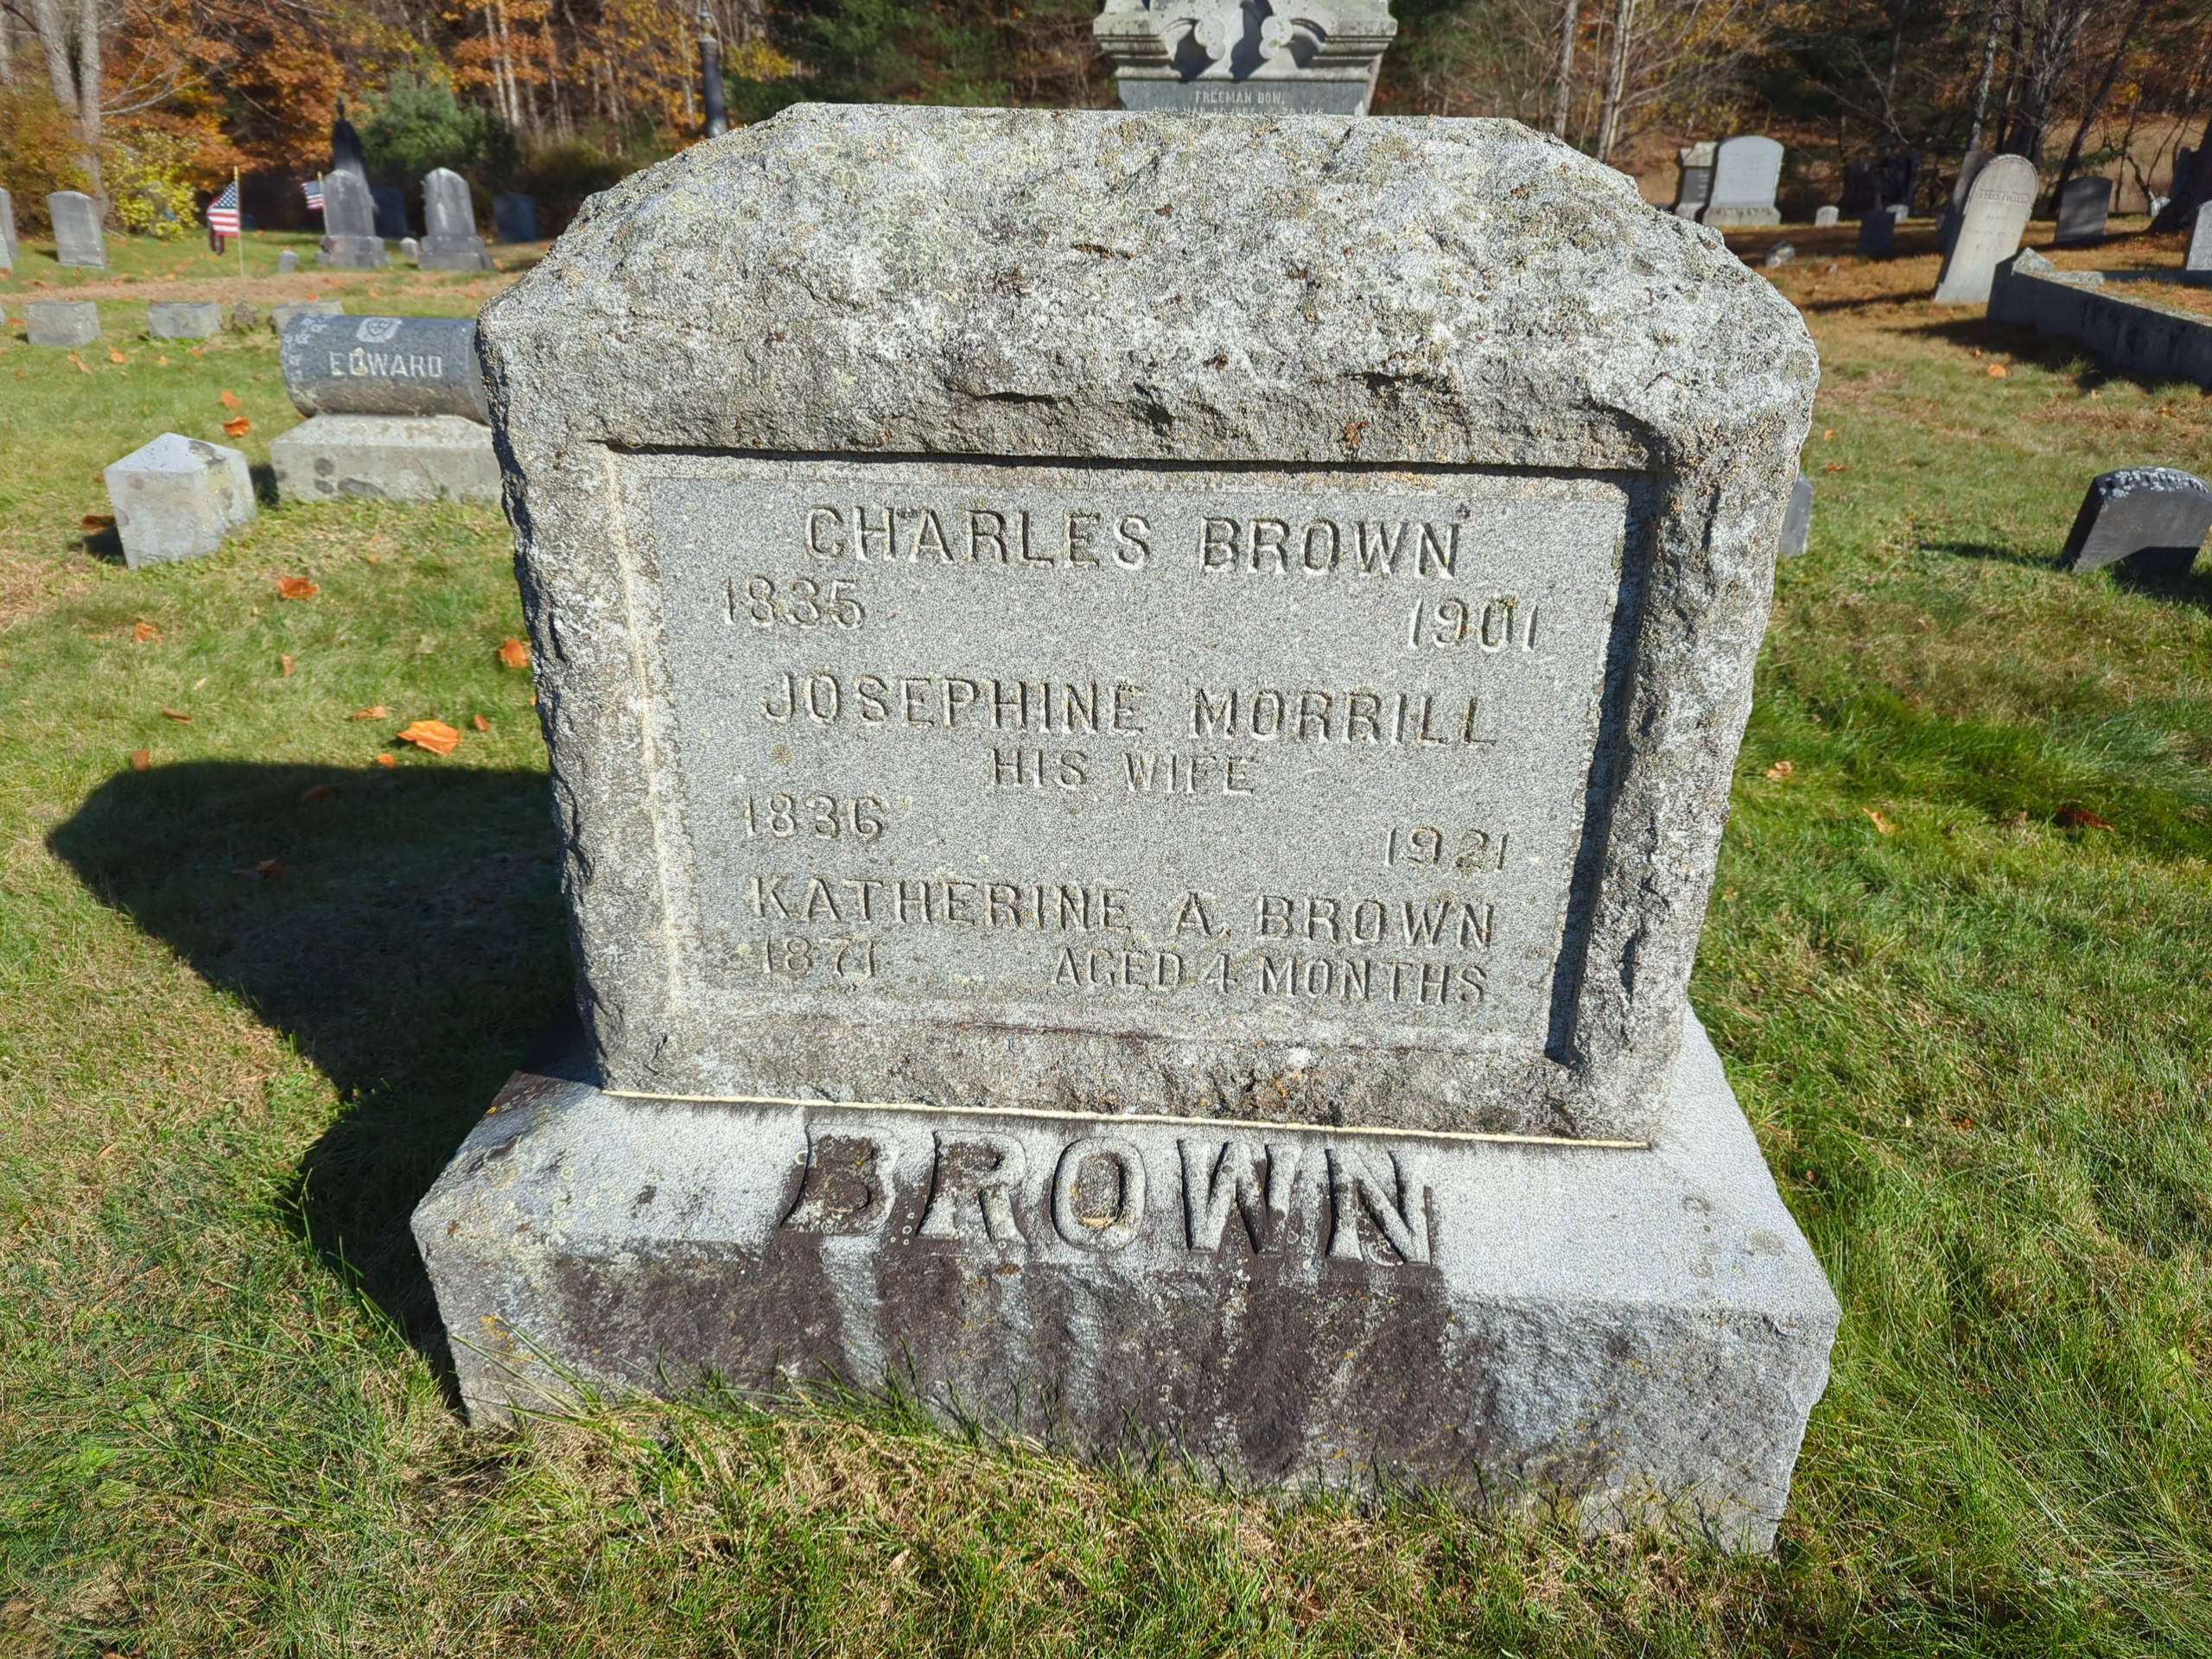 FREEMAN DOW.
EDWARD
CHARLES BROWN
1835 1901
JOSEPHINE MORRILL
HIS WIFE
1836 1921
KATHERINE A. BROWN
1871 AGED 4 MONTHS
BROWN